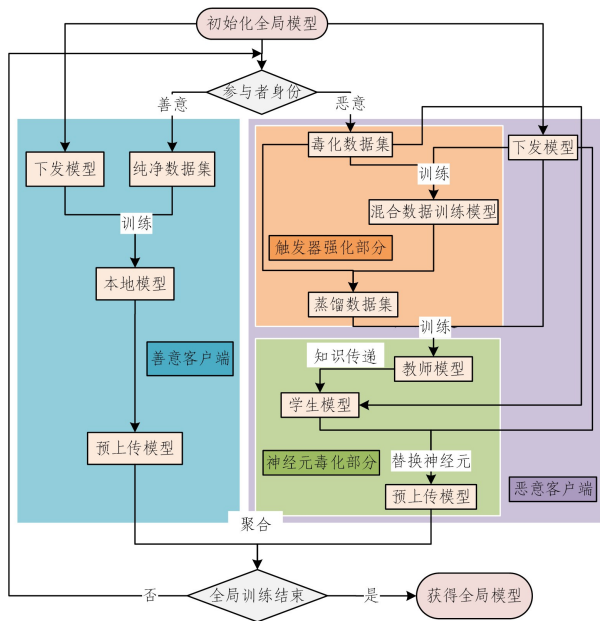 初始化全局模型
参与者身份
善意
恶意
下发模型
纯净数据集
毒化数据集
下发模型
训练
训练
混合数据训练模型
触发器强化部分
本地模型
蒸馏数据集
训练
善意客户端
知识传递
教师模型
学生模型
预上传模型
神经元毒化部分
替换神经元
预上传模型
恶意客户端
聚合
否
全局训练结束
是
获得全局模型